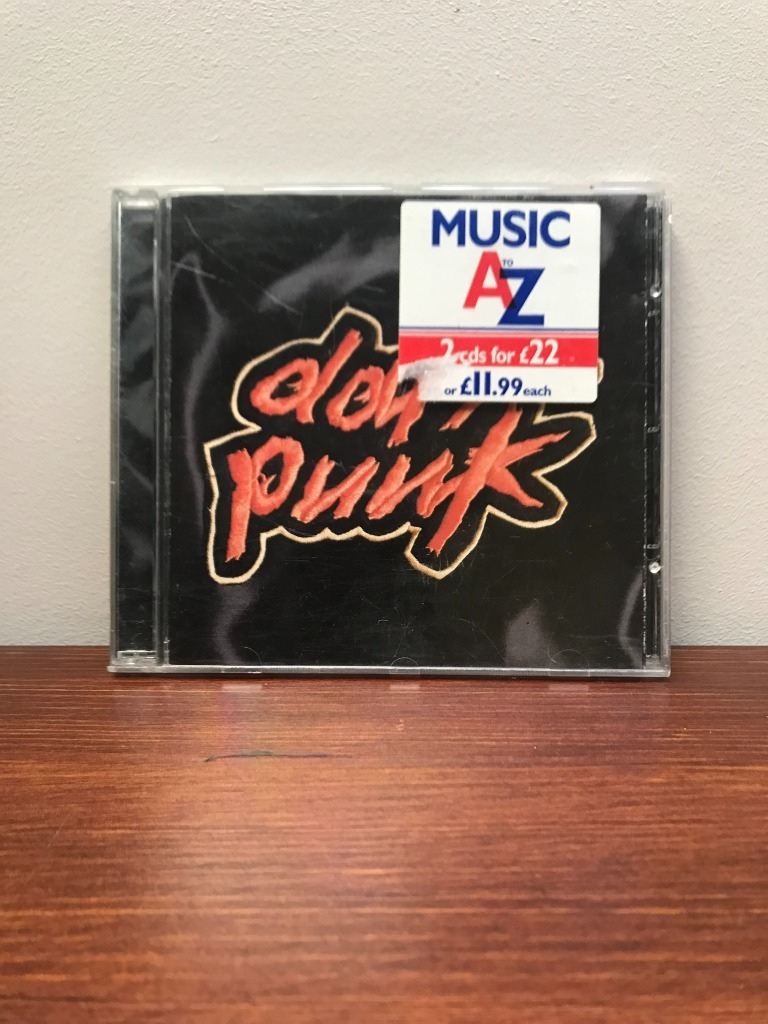 MUSIC
A TO Z
2 cds for £22
or £11.99 each
punk